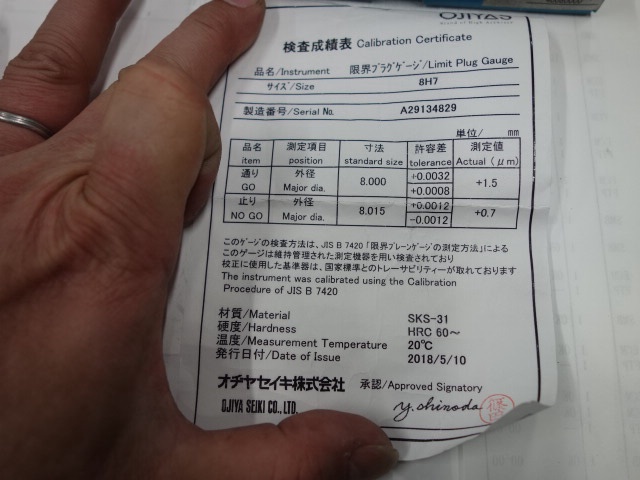 OJIYAS
検査成績表 Calibration Certificate
品名/Instrument 限界プラグゲージ/Limit Plug Gauge
サイズ/Size 8H7
製造番号/Serial No. A29134829
単位/ mm
品名 測定項目 寸法 許容差 測定値
item position standard size tolerance Actual (μm)
通り 外径 8.000 +0.0032 +1.5
GO Major dia. +0.0008
止り 外径 8.015 +0.0012 +0.7
NO GO Major dia. -0.0012
このゲージの検査方法は、JIS B 7420「限界プレーンゲージの測定方法」による
このゲージは維持管理された測定機器を用い検査されており
校正に使用した基準器は、国家標準とのトレーサビリティーが取れております
The instrument was calibrated using the Calibration
Procedure of JIS B 7420
材質/Material SKS-31
硬度/Hardness HRC 60~
温度/Measurement Temperature 20℃
発行日付/Date of Issue 2018/5/10
オヂヤセイキ株式会社 承認/Approved Signatory
OJIYA SEIKI CO., LTD. y. shinoda